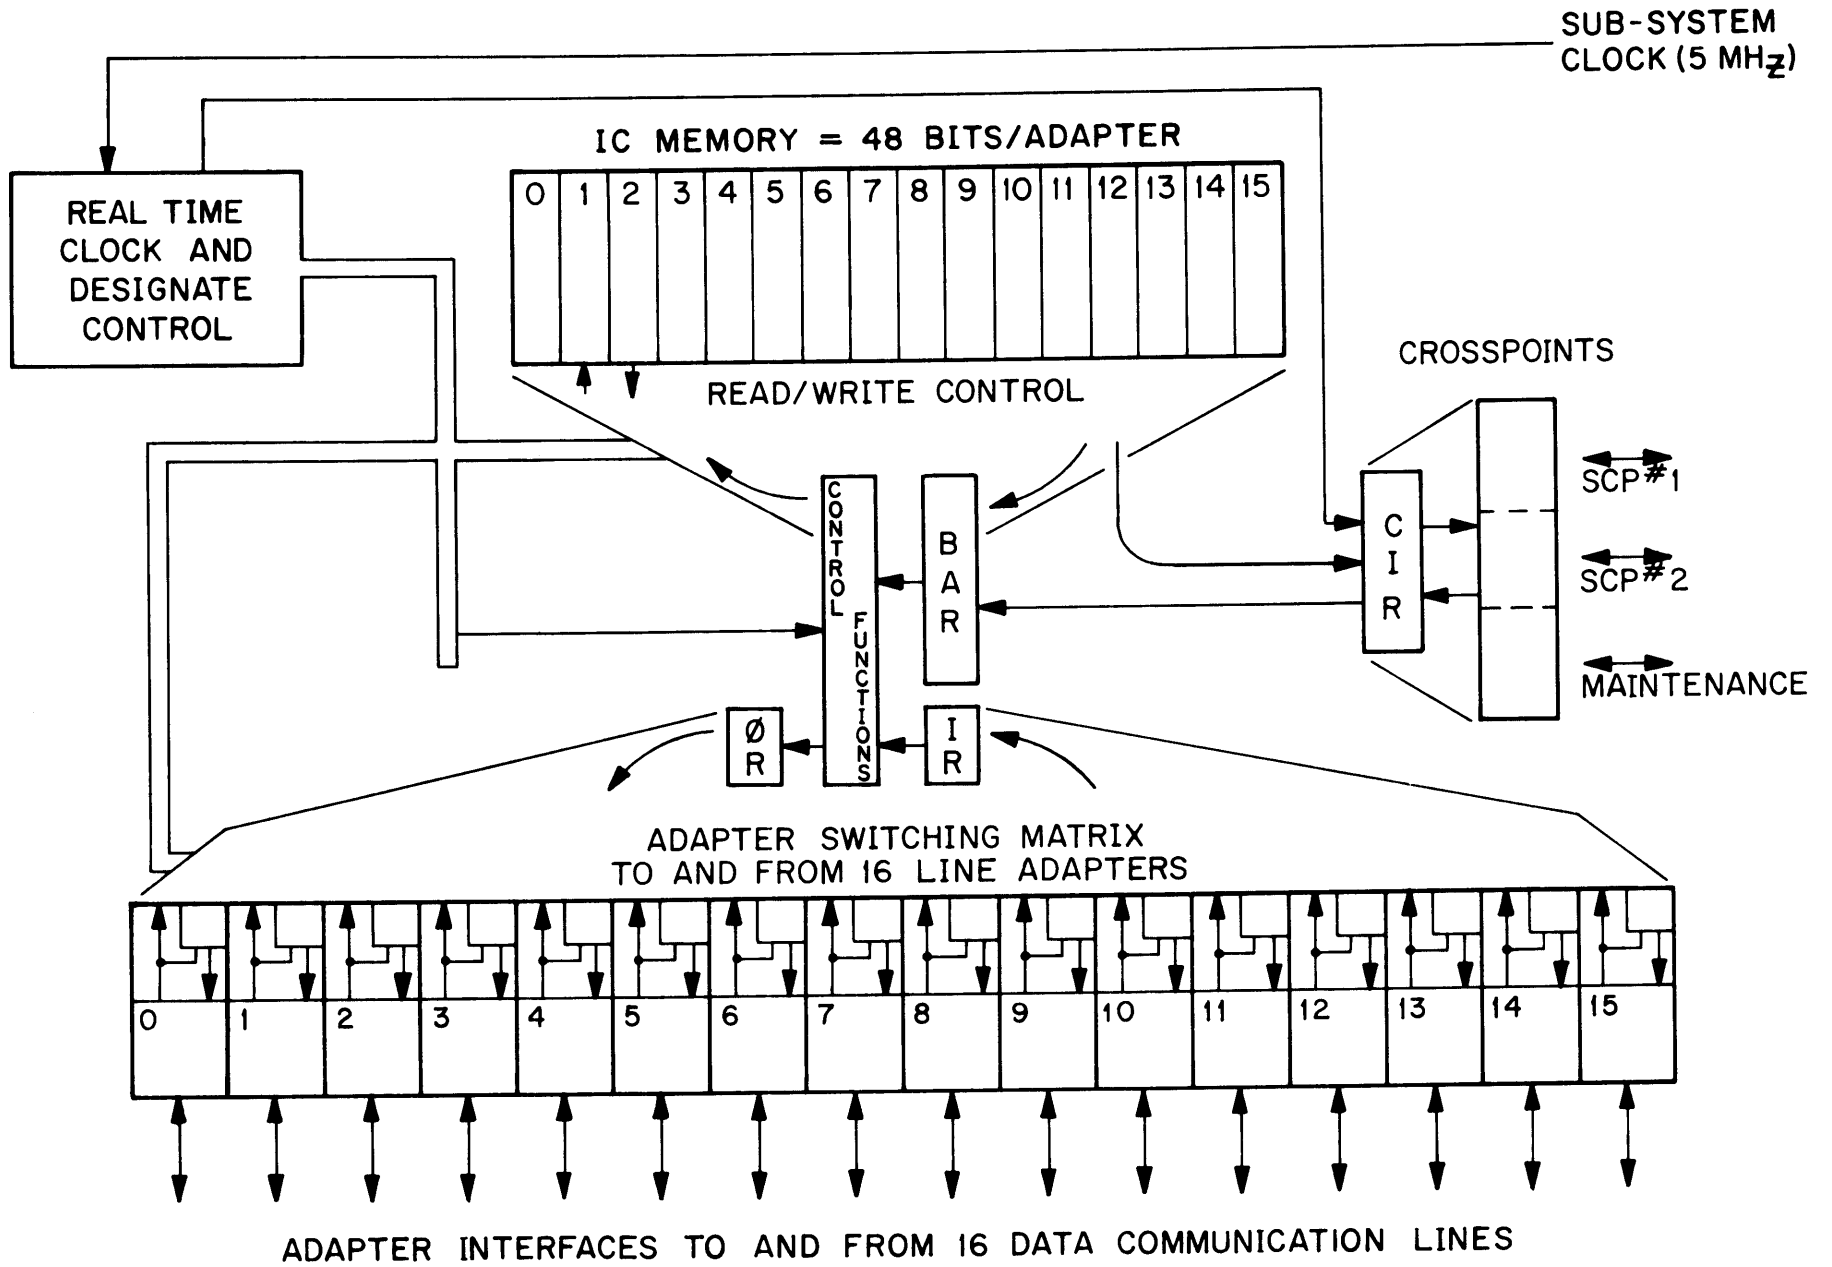 SUB-SYSTEM
CLOCK (5 MHZ)
IC MEMORY = 48 BITS/ADAPTER
0 1 2 3 4 5 6 7 8 9 10 11 12 13 14 15
REAL TIME
CLOCK AND
DESIGNATE
CONTROL
READ/WRITE CONTROL
CROSSPOINTS
CONTROL
FUNCTIONS
BAR
CIR
SCP#1
SCP#2
MAINTENANCE
ØR
IR
ADAPTER SWITCHING MATRIX
TO AND FROM 16 LINE ADAPTERS
0 1 2 3 4 5 6 7 8 9 10 11 12 13 14 15
ADAPTER INTERFACES TO AND FROM 16 DATA COMMUNICATION LINES